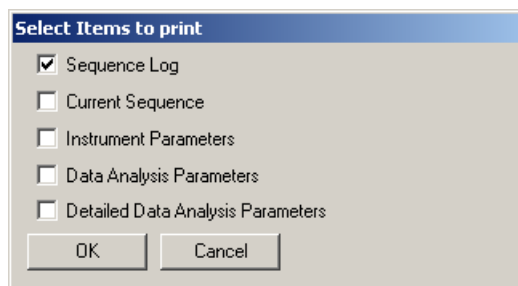 Select Items to print
Sequence Log
Current Sequence
Instrument Parameters
Data Analysis Parameters
Detailed Data Analysis Parameters
OK Cancel